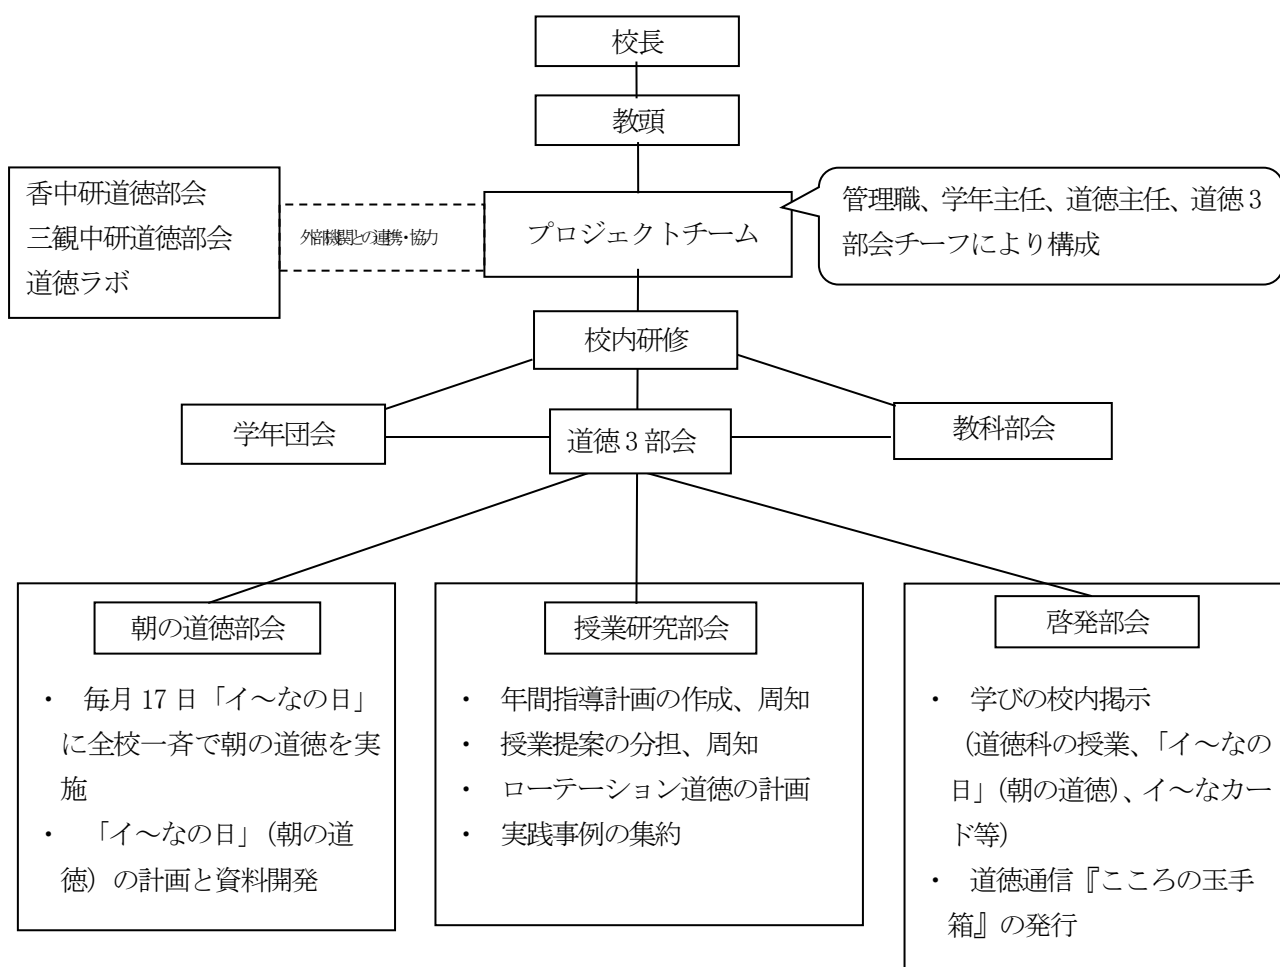 校長
教頭
香中研道徳部会
三観中研道徳部会
道徳ラボ
外部機関との連携・協力
プロジェクトチーム
管理職、学年主任、道徳主任、道徳3
部会チーフにより構成
校内研修
学年団会
道徳3部会
教科部会
朝の道徳部会
・ 毎月17日「イ～なの日」
に全校一斉で朝の道徳を実
施
・ 「イ～なの日」(朝の道
徳)の計画と資料開発
授業研究部会
・ 年間指導計画の作成、周知
・ 授業提案の分担、周知
・ ローテーション道徳の計画
・ 実践事例の集約
啓発部会
・ 学びの校内掲示
(道徳科の授業、「イ～なの
日」(朝の道徳)、イ～なカー
ド等)
・ 道徳通信『こころの玉手
箱』の発行